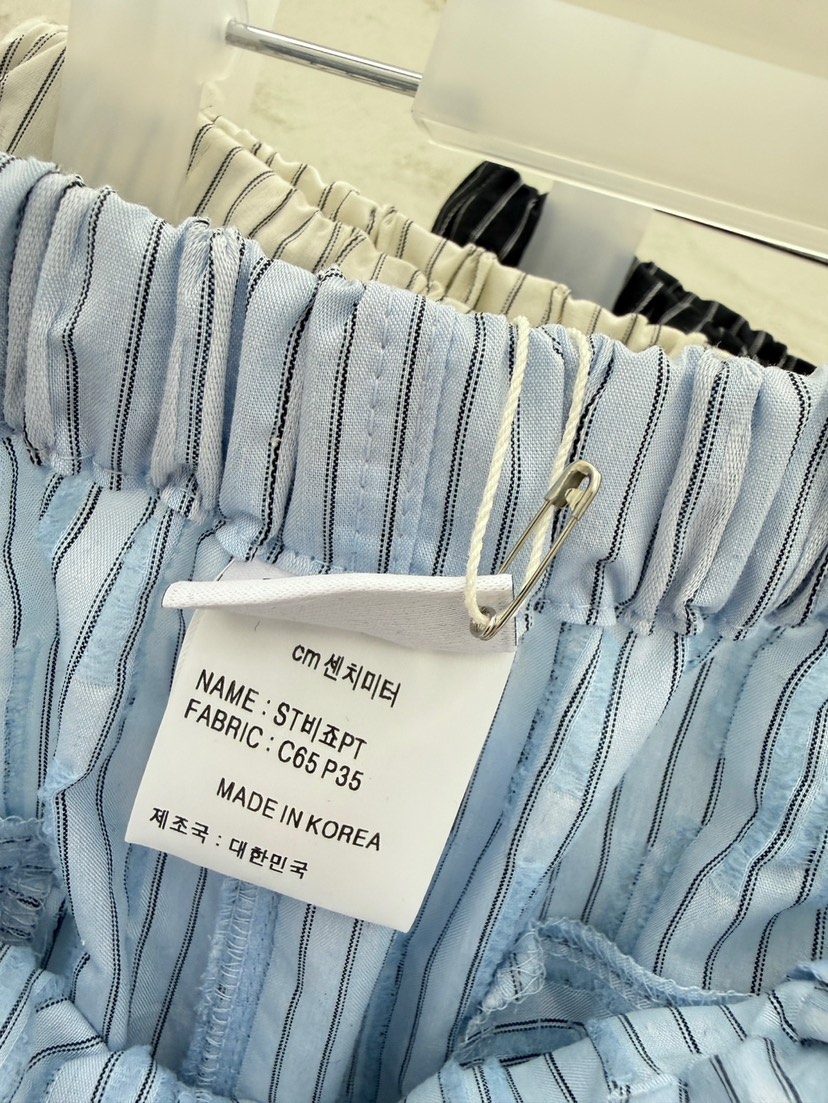 cm 센치미터
NAME : ST비죠PT
FABRIC : C65 P35
MADE IN KOREA
제조국 : 대한민국